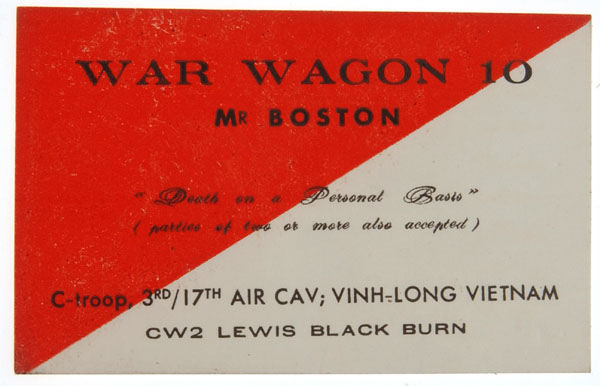 WAR WAGON 10
MR BOSTON
"Death on a Personal Basis"
(parties of two or more also accepted)
C-troop, 3RD/17TH AIR CAV; VINH-LONG VIETNAM
CW2 LEWIS BLACK BURN